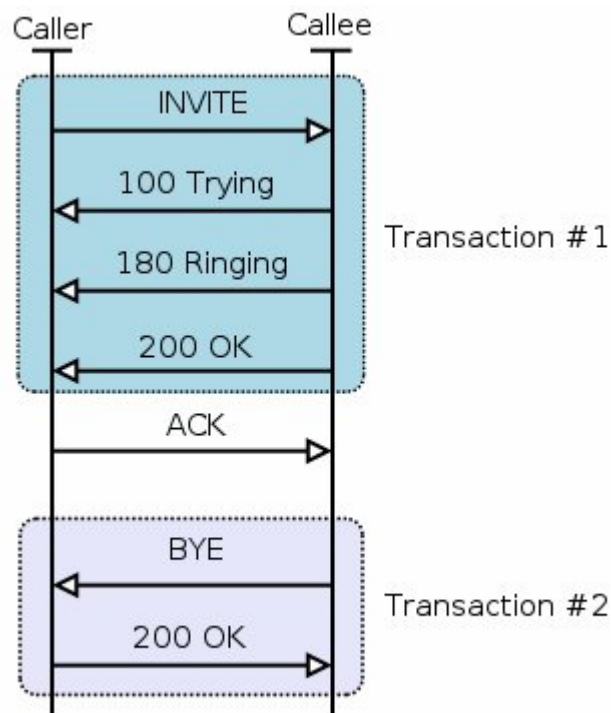 Caller
Callee
INVITE
100 Trying
Transaction #1
180 Ringing
200 OK
ACK
BYE
Transaction #2
200 OK